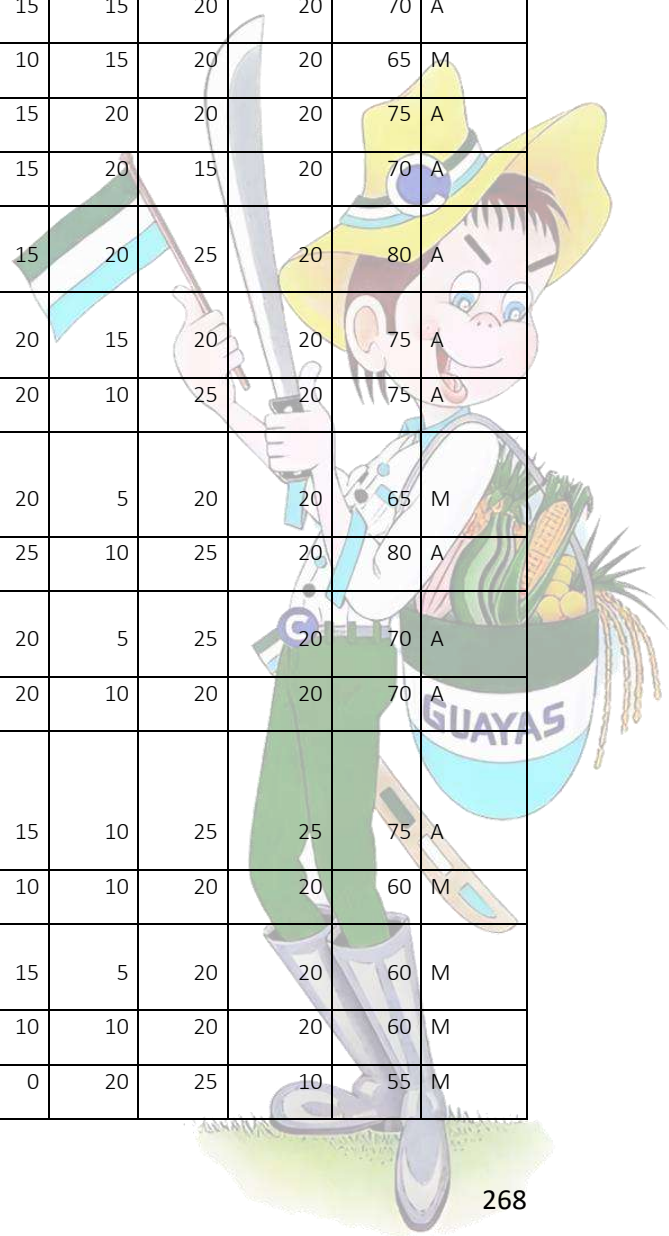 15 15 20 20 70 A
10 15 20 20 65 M
15 20 20 20 75 A
15 20 15 20 70 A
15 20 25 20 80 A
20 15 20 20 75 A
20 10 25 20 75 A
20 5 20 20 65 M
25 10 25 20 80 A
20 5 25 20 70 A
20 10 20 20 70 A
GUAYAS
15 10 25 25 75 A
10 10 20 20 60 M
15 5 20 20 60 M
10 10 20 20 60 M
0 20 25 10 55 M
268